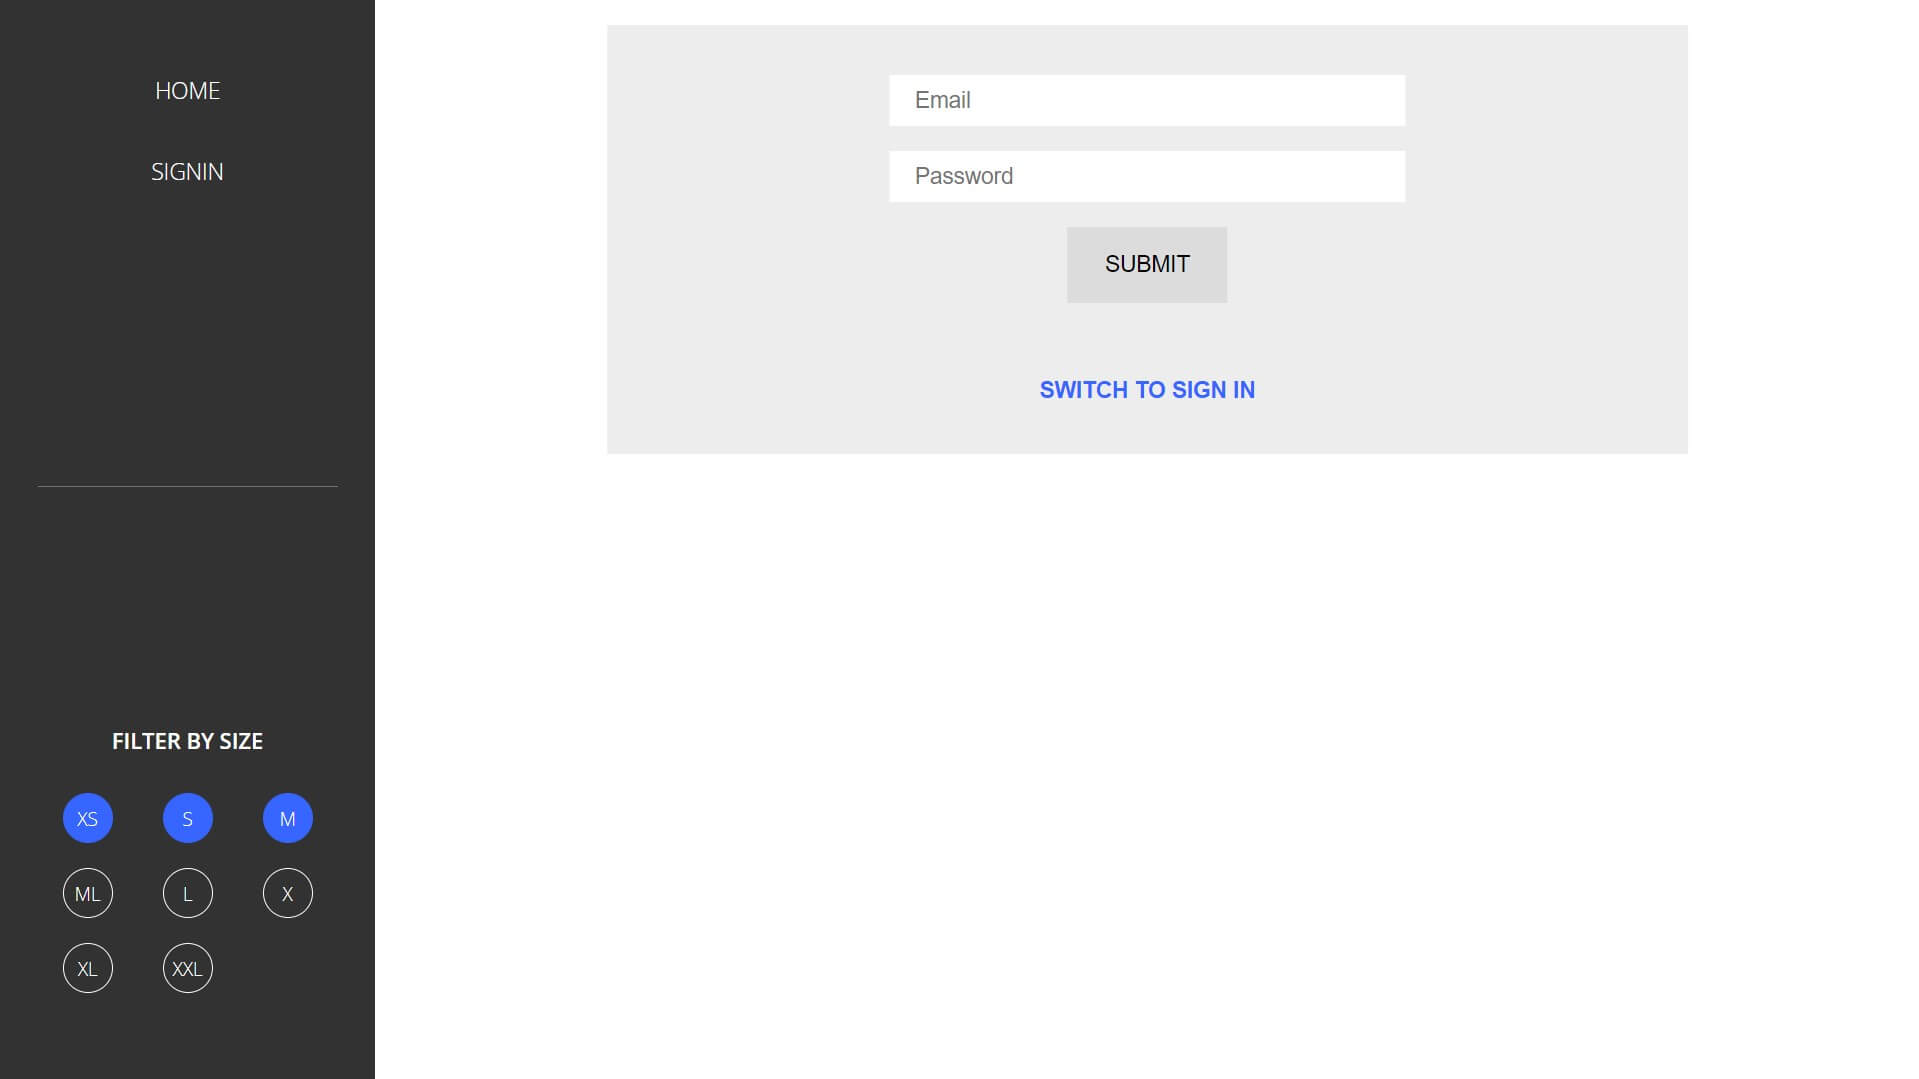 HOME
SIGNIN
FILTER BY SIZE
XS S M
ML L X
XL XXL
Email
Password
SUBMIT
SWITCH TO SIGN IN